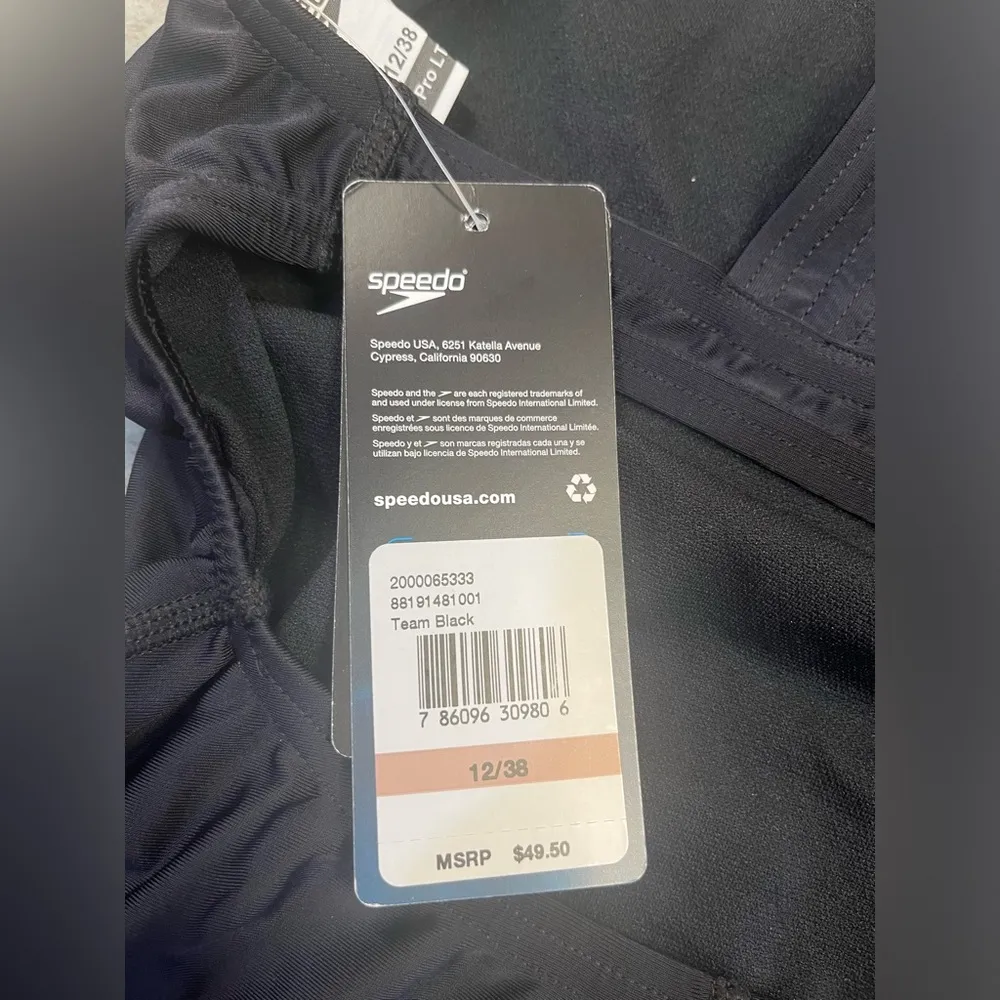 12/38
Pro LT
speedo®
Speedo USA, 6251 Katella Avenue
Cypress, California 90630
Speedo and the are each registered trademarks of
and used under license from Speedo International Limited.
Speedo et sont des marques de commerce
enregistrées sous licence de Speedo International Limitée.
Speedo y et son marcas registradas cada una y se
utilizan bajo licencia de Speedo International Limited.
speedousa.com
2000065333
88191481001
Team Black
7 86096 30980 6
12/38
MSRP $49.50